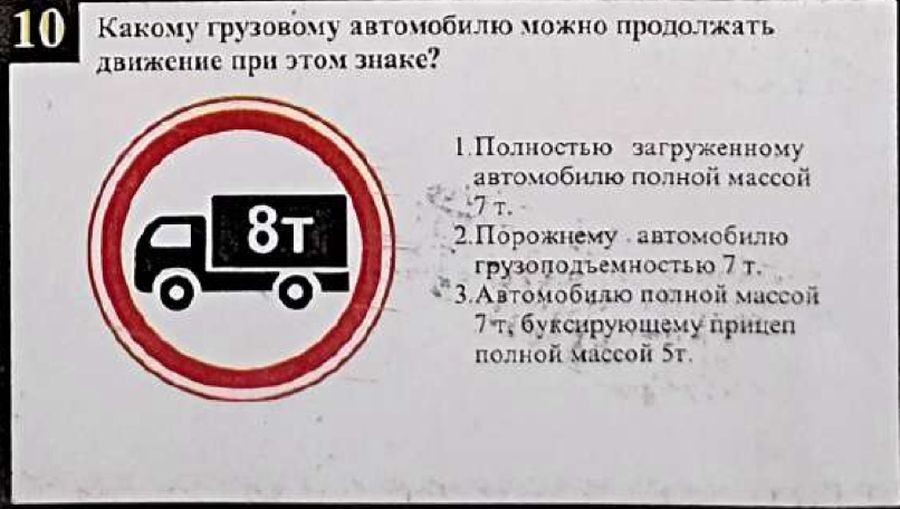 10
Какому грузовому автомобилю можно продолжать
движение при этом знаке?
8т
1.Полностью загруженному
автомобилю полной массой
7 т.
2.Порожнему автомобилю
грузоподъемностью 7 т.
3.Автомобилю полной массой
7 т, буксирующему прицеп
полной массой 5т.